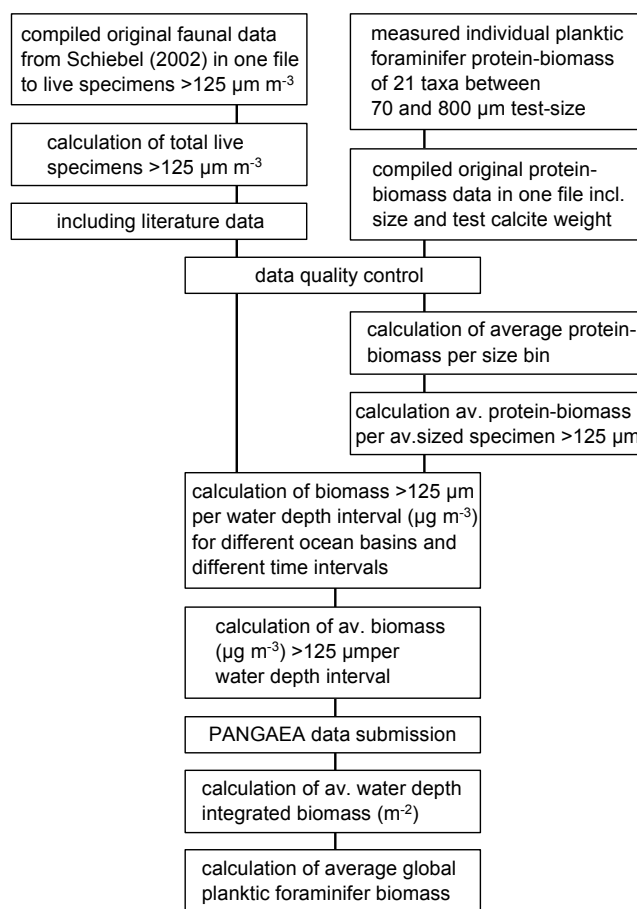 compiled original faunal data
from Schiebel (2002) in one file
to live specimens >125 µm m⁻³
calculation of total live
specimens >125 µm m⁻³
including literature data
measured individual planktic
foraminifer protein-biomass
of 21 taxa between
70 and 800 µm test-size
compiled original protein-
biomass data in one file incl.
size and test calcite weight
data quality control
calculation of average protein-
biomass per size bin
calculation av. protein-biomass
per av.sized specimen >125 µm
calculation of biomass >125 µm
per water depth interval (µg m⁻³)
for different ocean basins and
different time intervals
calculation of av. biomass
(µg m⁻³) >125 µmper
water depth interval
PANGAEA data submission
calculation of av. water depth
integrated biomass (m⁻²)
calculation of average global
planktic foraminifer biomass